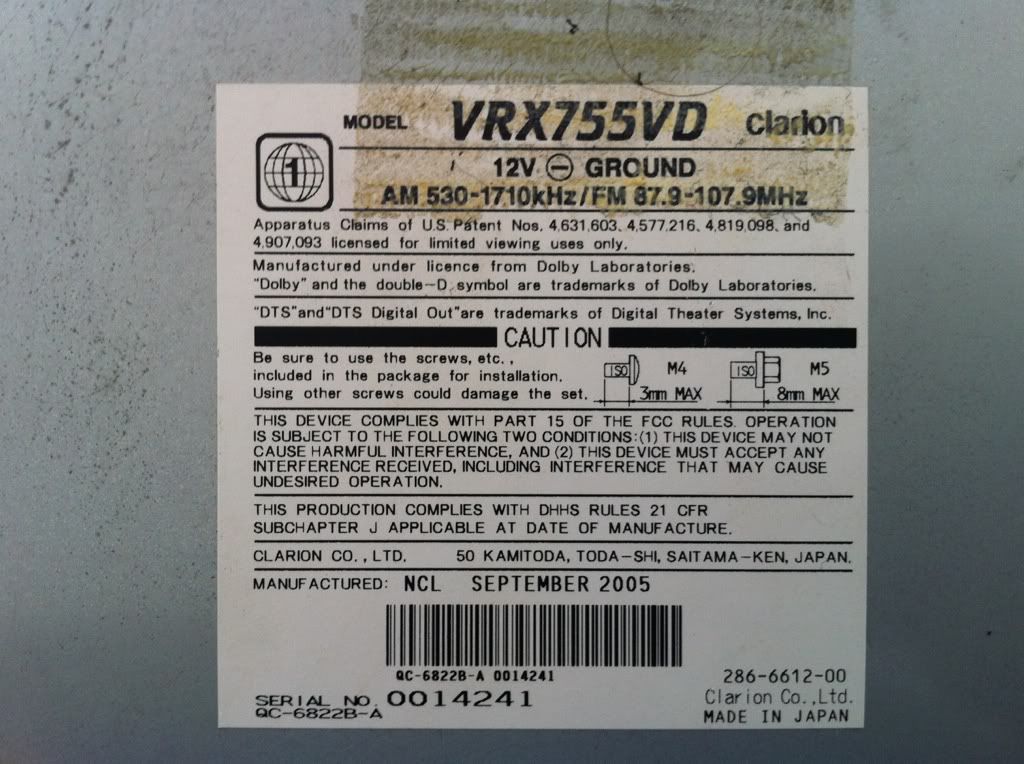 MODEL VRX755VD clarion
1
12V ⊖ GROUND
AM 530-1710kHz/FM 87.9-107.9MHz
Apparatus Claims of U.S. Patent Nos. 4,631,603, 4,577,216, 4,819,098, and
4,907,093 licensed for limited viewing uses only.
Manufactured under licence from Dolby Laboratories.
"Dolby" and the double-D symbol are trademarks of Dolby Laboratories.
"DTS"and"DTS Digital Out"are trademarks of Digital Theater Systems, Inc.
CAUTION
Be sure to use the screws, etc.,
included in the package for installation.
Using other screws could damage the set.
ISO M4
3mm MAX
ISO M5
8mm MAX
THIS DEVICE COMPLIES WITH PART 15 OF THE FCC RULES. OPERATION
IS SUBJECT TO THE FOLLOWING TWO CONDITIONS:(1) THIS DEVICE MAY NOT
CAUSE HARMFUL INTERFERENCE, AND (2) THIS DEVICE MUST ACCEPT ANY
INTERFERENCE RECEIVED, INCLUDING INTERFERENCE THAT MAY CAUSE
UNDESIRED OPERATION.
THIS PRODUCTION COMPLIES WITH DHHS RULES 21 CFR
SUBCHAPTER J APPLICABLE AT DATE OF MANUFACTURE.
CLARION CO., LTD. 50 KAMITODA, TODA-SHI, SAITAMA-KEN, JAPAN.
MANUFACTURED: NCL SEPTEMBER 2005
QC-6822B-A 0014241
SERIAL NO. 0014241
QC-6822B-A
286-6612-00
Clarion Co.,Ltd.
MADE IN JAPAN